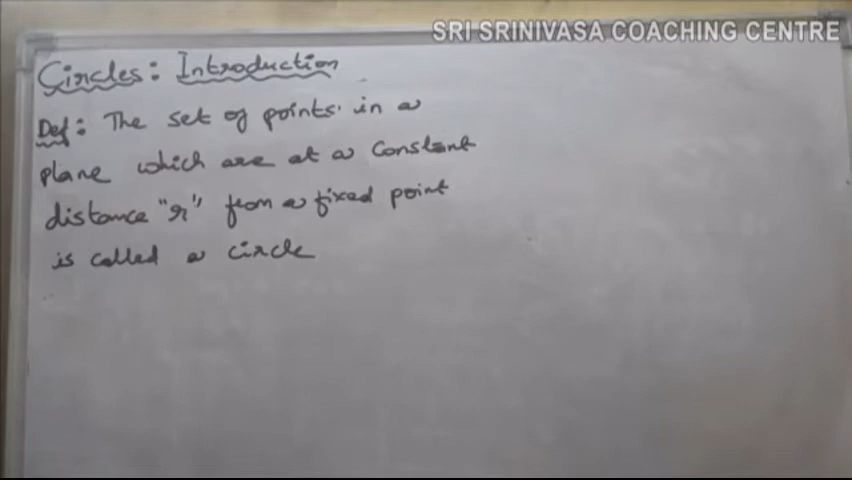 SRI SRINIVASA COACHING CENTRE
Circles: Introduction
Def: The set of points in a
plane which are at a constant
distance "r" from a fixed point
is called a circle